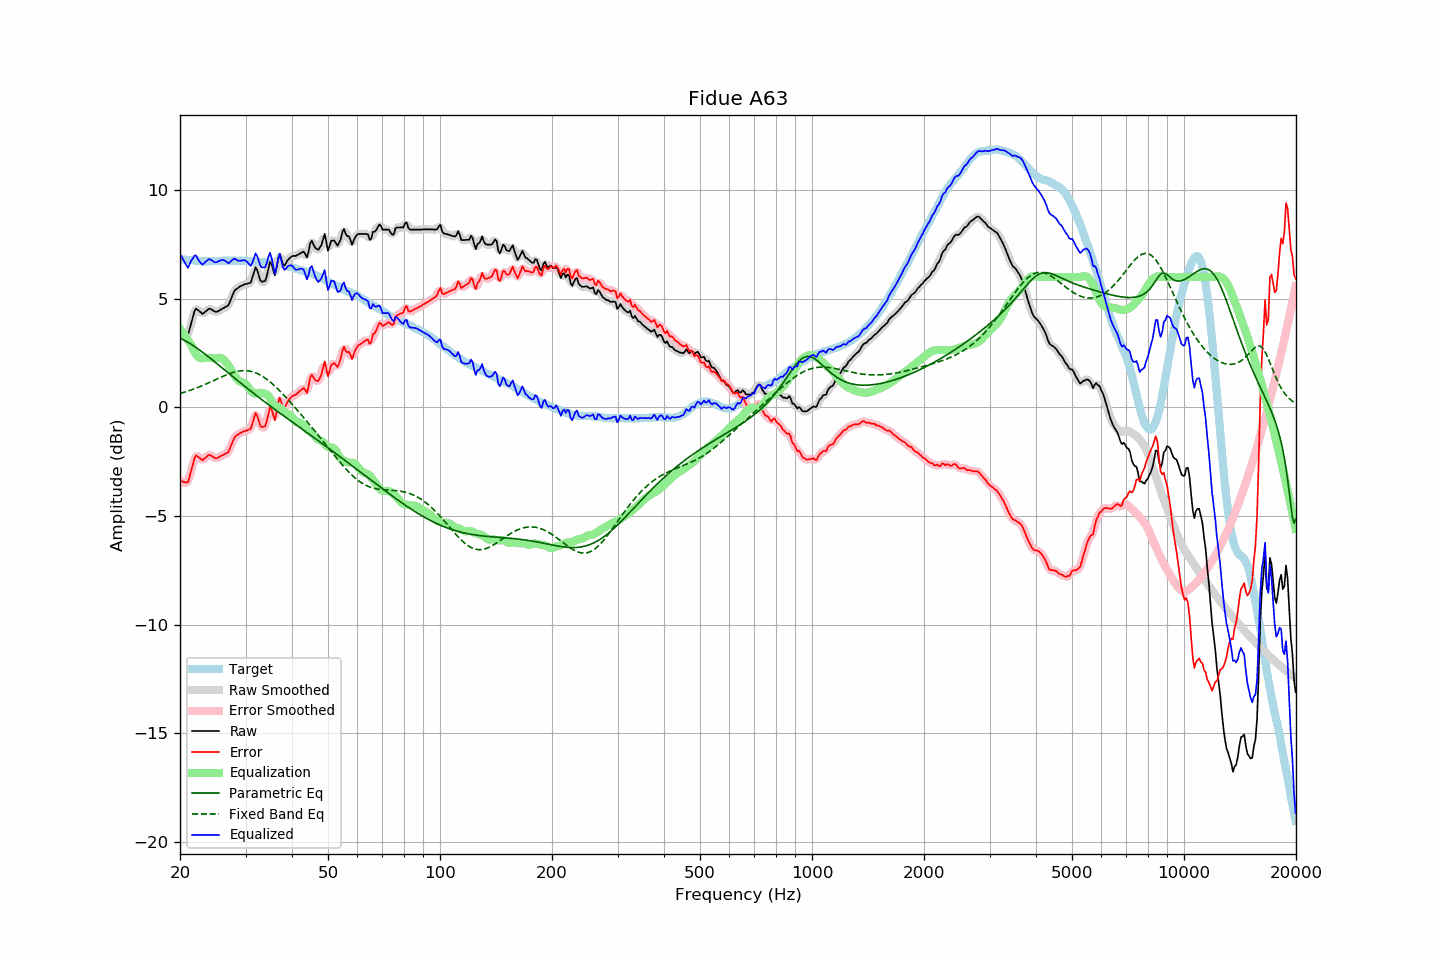 Fidue A63
Amplitude (dBr)
10
5
0
−5
−10
−15
−20
Target
Raw Smoothed
Error Smoothed
Raw
Error
Equalization
Parametric Eq
Fixed Band Eq
Equalized
20 50 100 200 500 1000 2000 5000 10000 20000
Frequency (Hz)